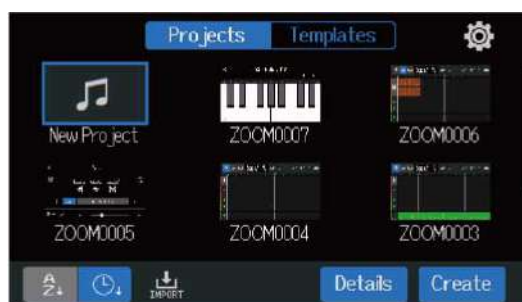 Projects Templates
New Project ZOOM0007 ZOOM0006
ZOOM0005 ZOOM0004 ZOOM0003
A Z IMPORT Details Create